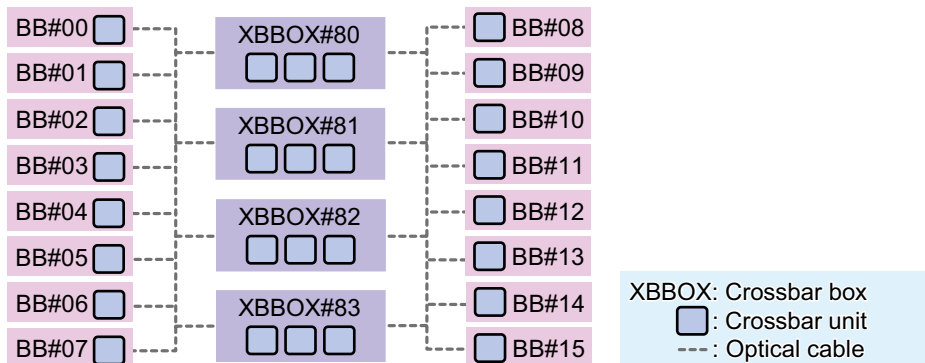 BB#00
BB#01
BB#02
BB#03
BB#04
BB#05
BB#06
BB#07
XBBOX#80
XBBOX#81
XBBOX#82
XBBOX#83
BB#08
BB#09
BB#10
BB#11
BB#12
BB#13
BB#14
BB#15
XBBOX: Crossbar box
: Crossbar unit
: Optical cable